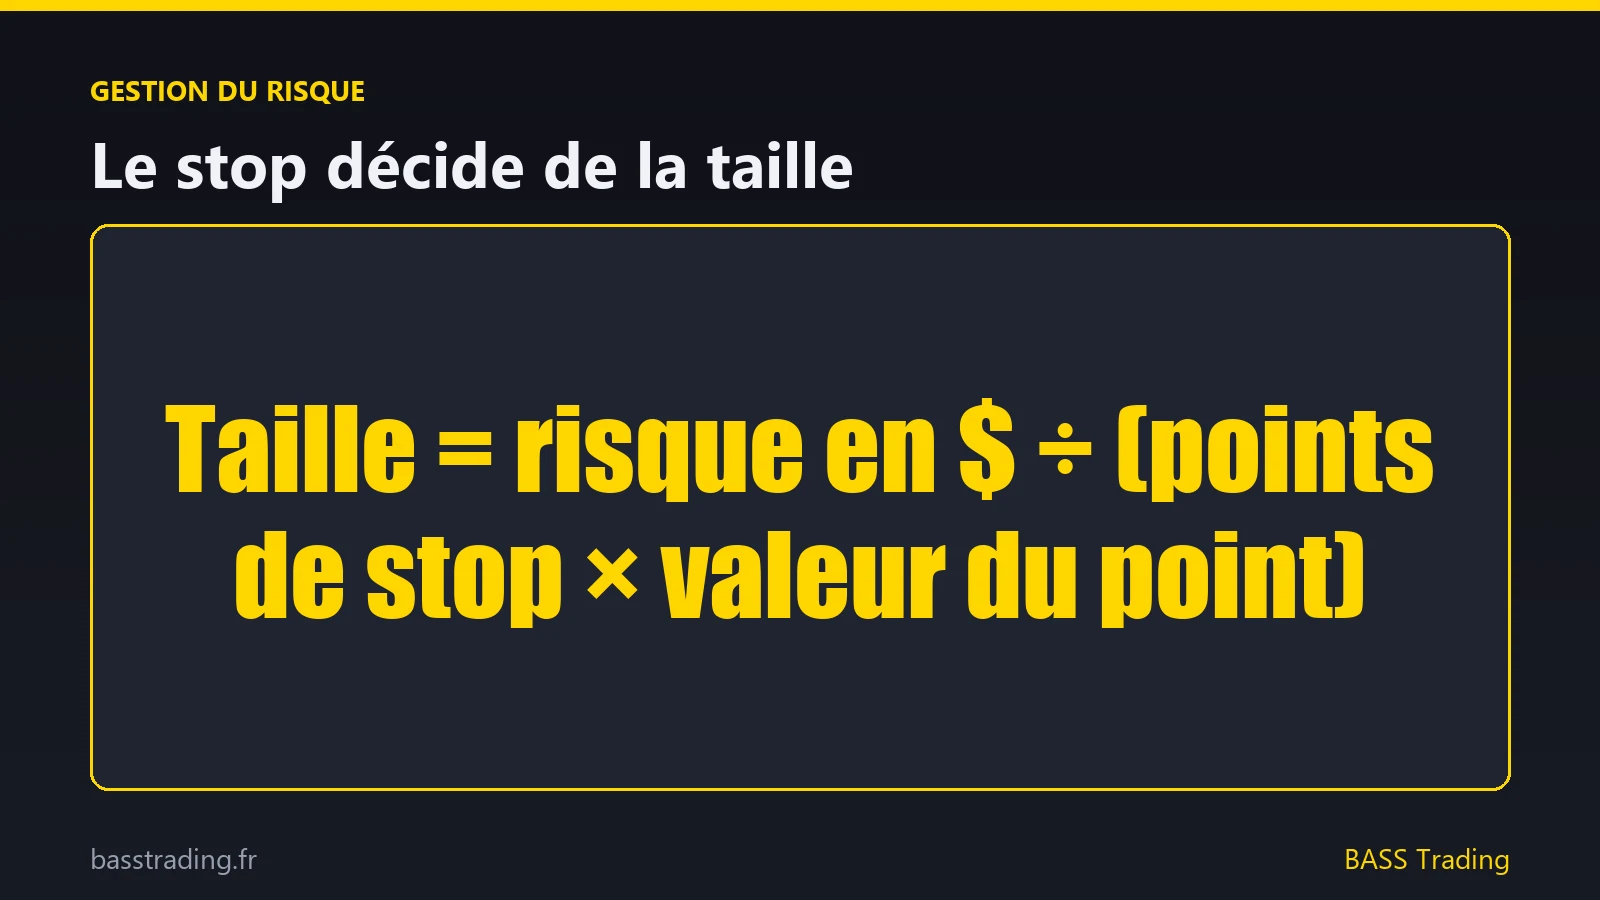 GESTION DU RISQUE
Le stop décide de la taille
Taille = risque en $ ÷ (points
de stop × valeur du point)
basstrading.fr
BASS Trading